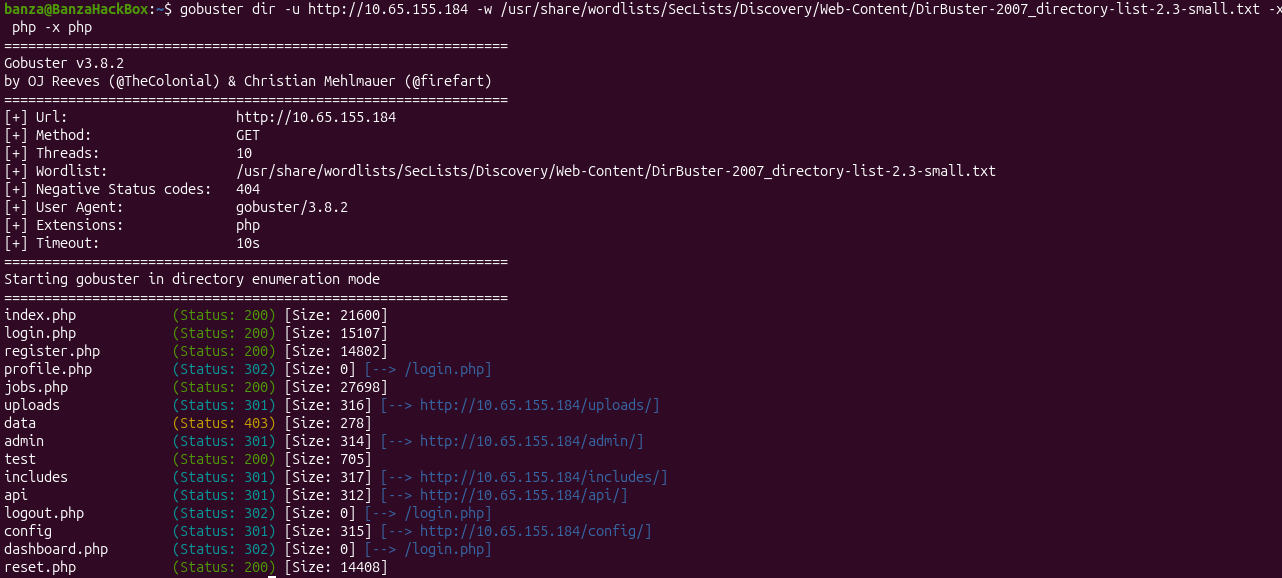 banza@BanzaHackBox:~$ gobuster dir -u http://10.65.155.184 -w /usr/share/wordlists/SecLists/Discovery/Web-Content/DirBuster-2007_directory-list-2.3-small.txt -x
 php -x php
===============================================================
Gobuster v3.8.2
by OJ Reeves (@TheColonial) & Christian Mehlmauer (@firefart)
===============================================================
[+] Url:                     http://10.65.155.184
[+] Method:                  GET
[+] Threads:                 10
[+] Wordlist:                /usr/share/wordlists/SecLists/Discovery/Web-Content/DirBuster-2007_directory-list-2.3-small.txt
[+] Negative Status codes:   404
[+] User Agent:              gobuster/3.8.2
[+] Extensions:              php
[+] Timeout:                 10s
===============================================================
Starting gobuster in directory enumeration mode
===============================================================
index.php            (Status: 200) [Size: 21600]
login.php            (Status: 200) [Size: 15107]
register.php         (Status: 200) [Size: 14802]
profile.php          (Status: 302) [Size: 0] [--> /login.php]
jobs.php             (Status: 200) [Size: 27698]
uploads              (Status: 301) [Size: 316] [--> http://10.65.155.184/uploads/]
data                 (Status: 403) [Size: 278]
admin                (Status: 301) [Size: 314] [--> http://10.65.155.184/admin/]
test                 (Status: 200) [Size: 705]
includes             (Status: 301) [Size: 317] [--> http://10.65.155.184/includes/]
api                  (Status: 301) [Size: 312] [--> http://10.65.155.184/api/]
logout.php           (Status: 302) [Size: 0] [--> /login.php]
config               (Status: 301) [Size: 315] [--> http://10.65.155.184/config/]
dashboard.php        (Status: 302) [Size: 0] [--> /login.php]
reset.php            (Status: 200) [Size: 14408]